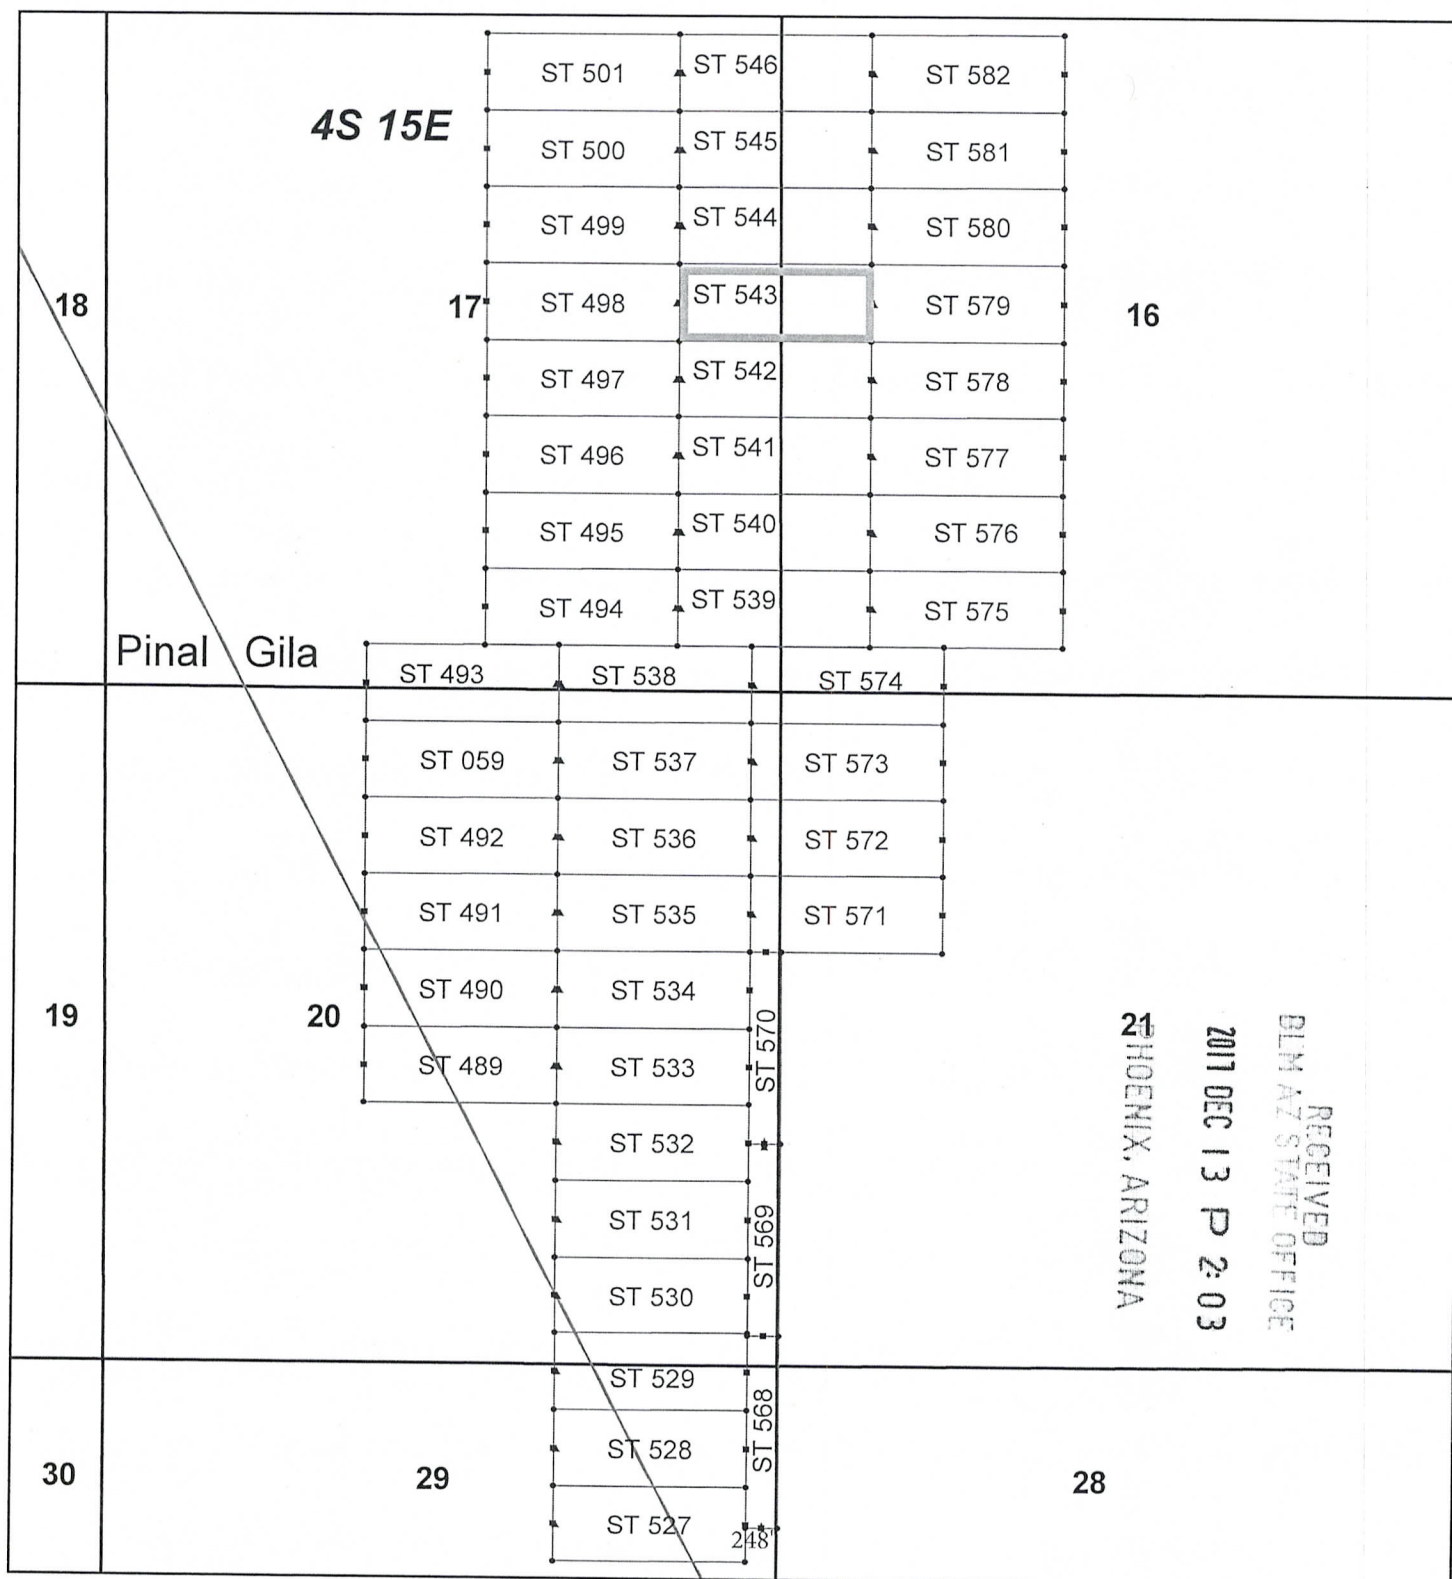 ST 501 ST 546 ST 582
4S 15E
ST 500 ST 545 ST 581
ST 499 ST 544 ST 580
18 17 ST 498 ST 543 ST 579 16
ST 497 ST 542 ST 578
ST 496 ST 541 ST 577
ST 495 ST 540 ST 576
ST 494 ST 539 ST 575
Pinal Gila
ST 493 ST 538 ST 574
ST 059 ST 537 ST 573
ST 492 ST 536 ST 572
ST 491 ST 535 ST 571
ST 490 ST 534
19 20 21
ST 570
ST 489 ST 533
ST 532
ST 531
ST 569
ST 530
ST 529
ST 568
ST 528
30 29 28
ST 527
248'
RECEIVED
BLM AZ STATE OFFICE
2017 DEC 13 P 2:03
PHOENIX, ARIZONA